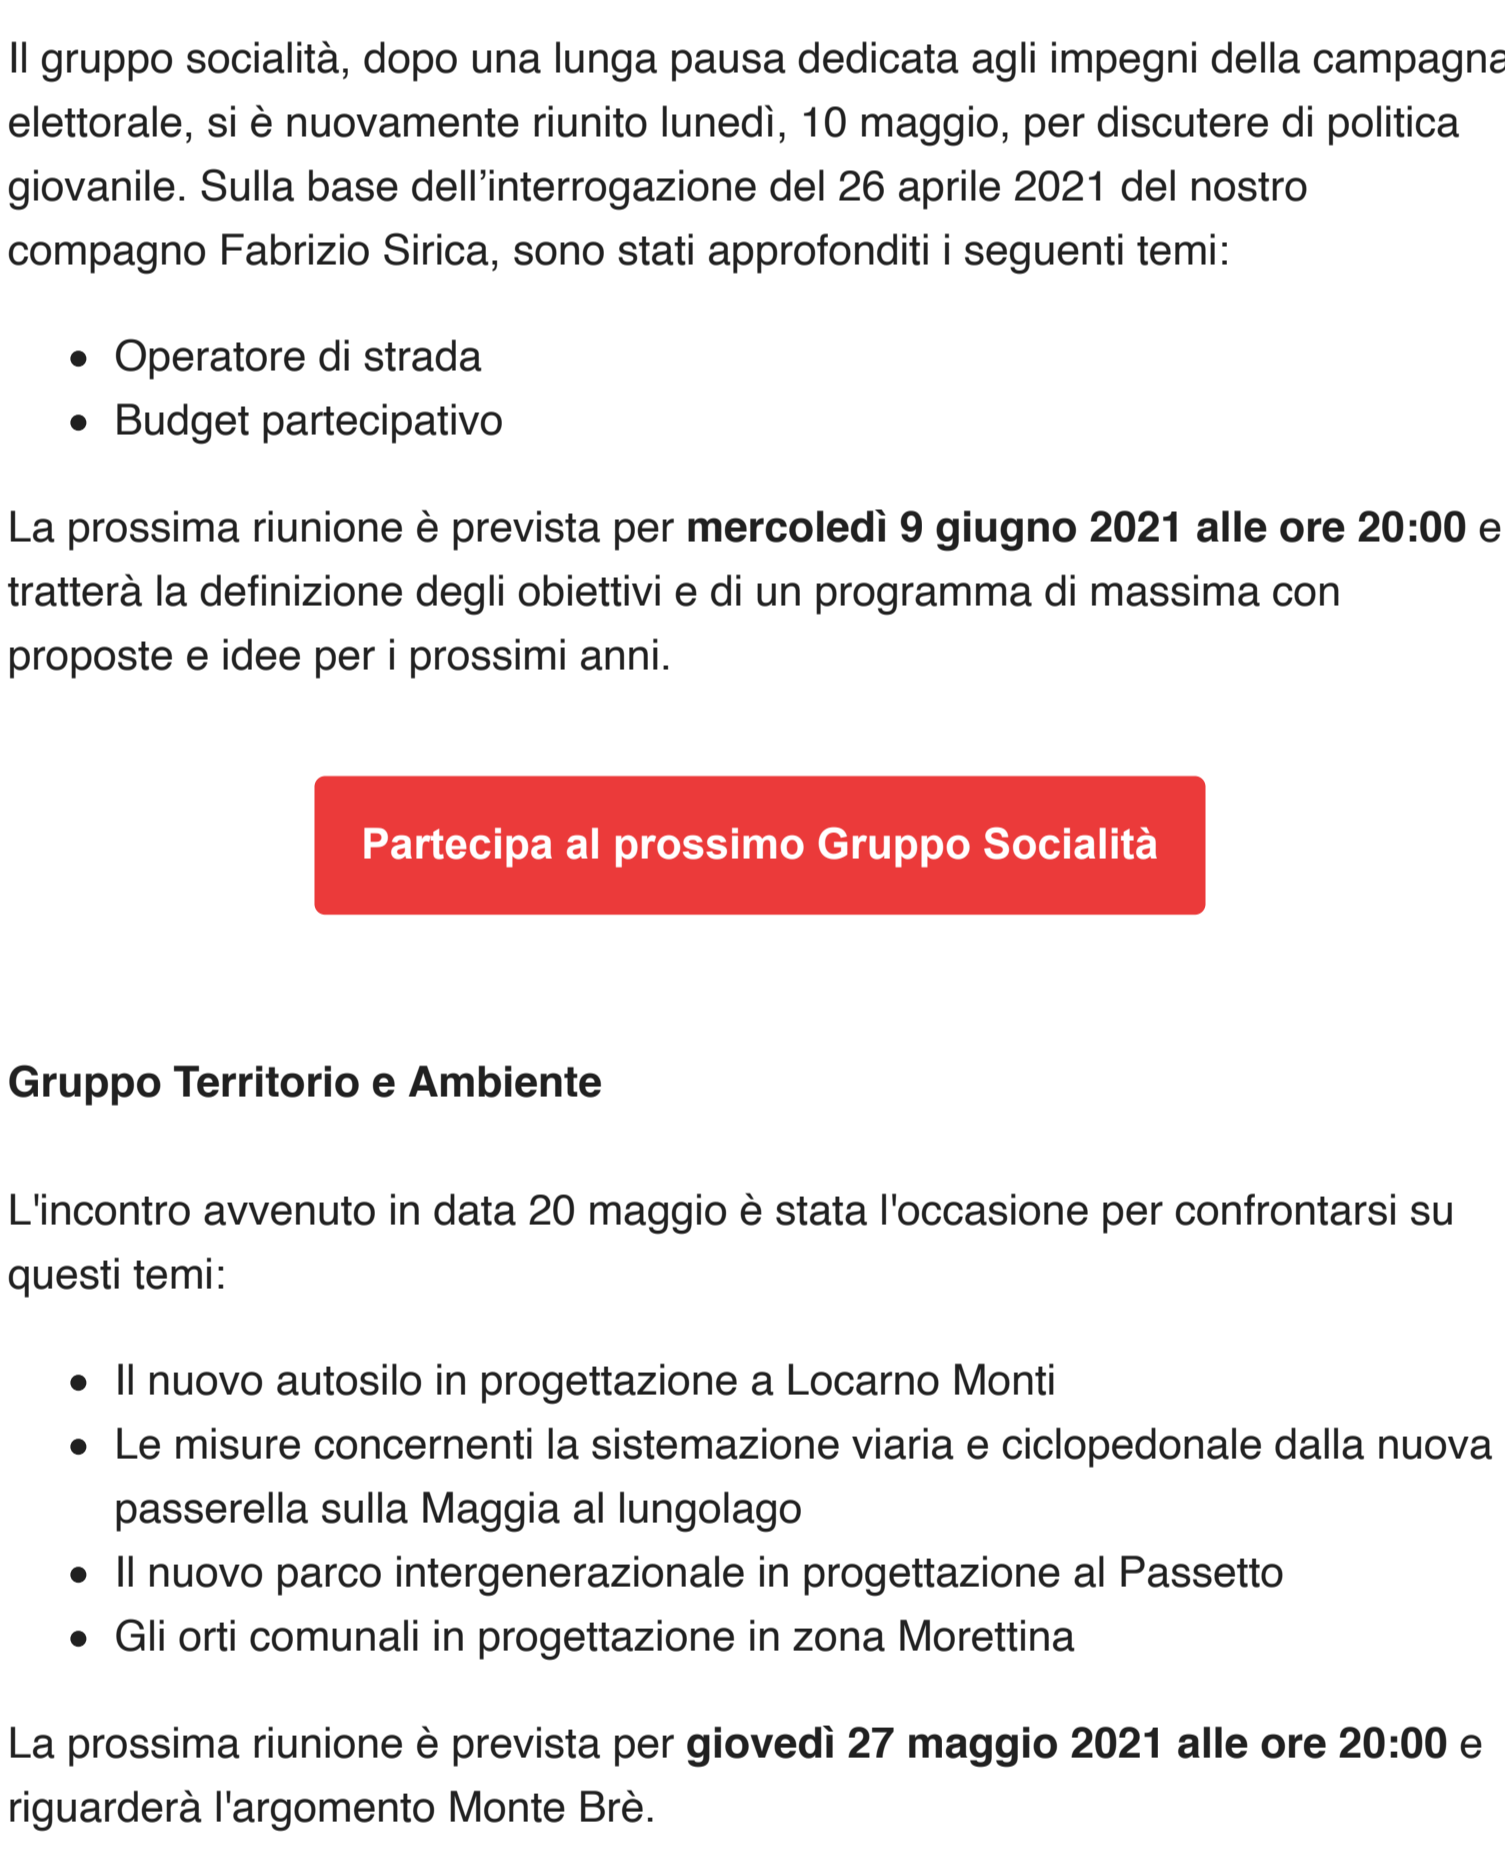 Il gruppo socialità, dopo una lunga pausa dedicata agli impegni della campagna
elettorale, si è nuovamente riunito lunedì, 10 maggio, per discutere di politica
giovanile. Sulla base dell’interrogazione del 26 aprile 2021 del nostro
compagno Fabrizio Sirica, sono stati approfonditi i seguenti temi:
• Operatore di strada
• Budget partecipativo
La prossima riunione è prevista per mercoledì 9 giugno 2021 alle ore 20:00 e
tratterà la definizione degli obiettivi e di un programma di massima con
proposte e idee per i prossimi anni.
Partecipa al prossimo Gruppo Socialità
Gruppo Territorio e Ambiente
L'incontro avvenuto in data 20 maggio è stata l'occasione per confrontarsi su
questi temi:
• Il nuovo autosilo in progettazione a Locarno Monti
• Le misure concernenti la sistemazione viaria e ciclopedonale dalla nuova
passerella sulla Maggia al lungolago
• Il nuovo parco intergenerazionale in progettazione al Passetto
• Gli orti comunali in progettazione in zona Morettina
La prossima riunione è prevista per giovedì 27 maggio 2021 alle ore 20:00 e
riguarderà l'argomento Monte Brè.